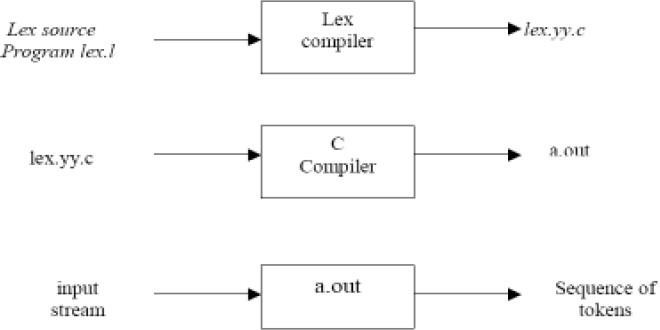 Lex source
Program lex.l
Lex
compiler
lex.yy.c
lex.yy.c
C
Compiler
a.out
input
stream
a.out
Sequence of
tokens